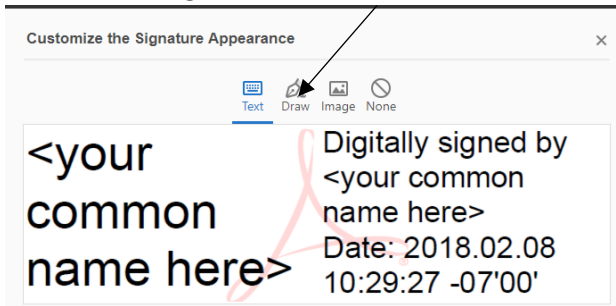 Customize the Signature Appearance
Text Draw Image None
<your
common
name here>
Digitally signed by
<your common
name here>
Date: 2018.02.08
10:29:27 -07'00'